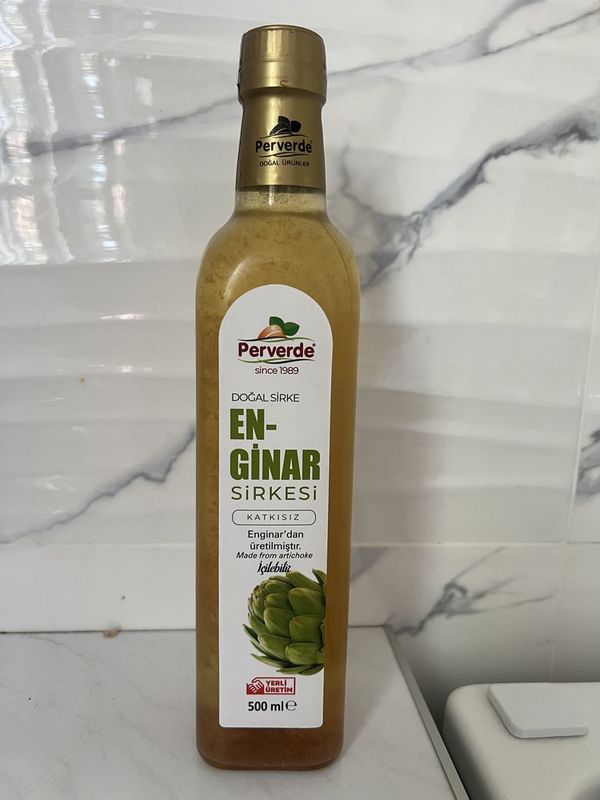 Perverde
DOĞAL ÜRÜNLER
Perverde®
since 1989
DOĞAL SİRKE
EN-
GİNAR
SİRKESİ
KATKISIZ
Enginar'dan
üretilmiştir.
Made from artichoke
İçilebilir
YERLİ
ÜRETİM
500 ml e